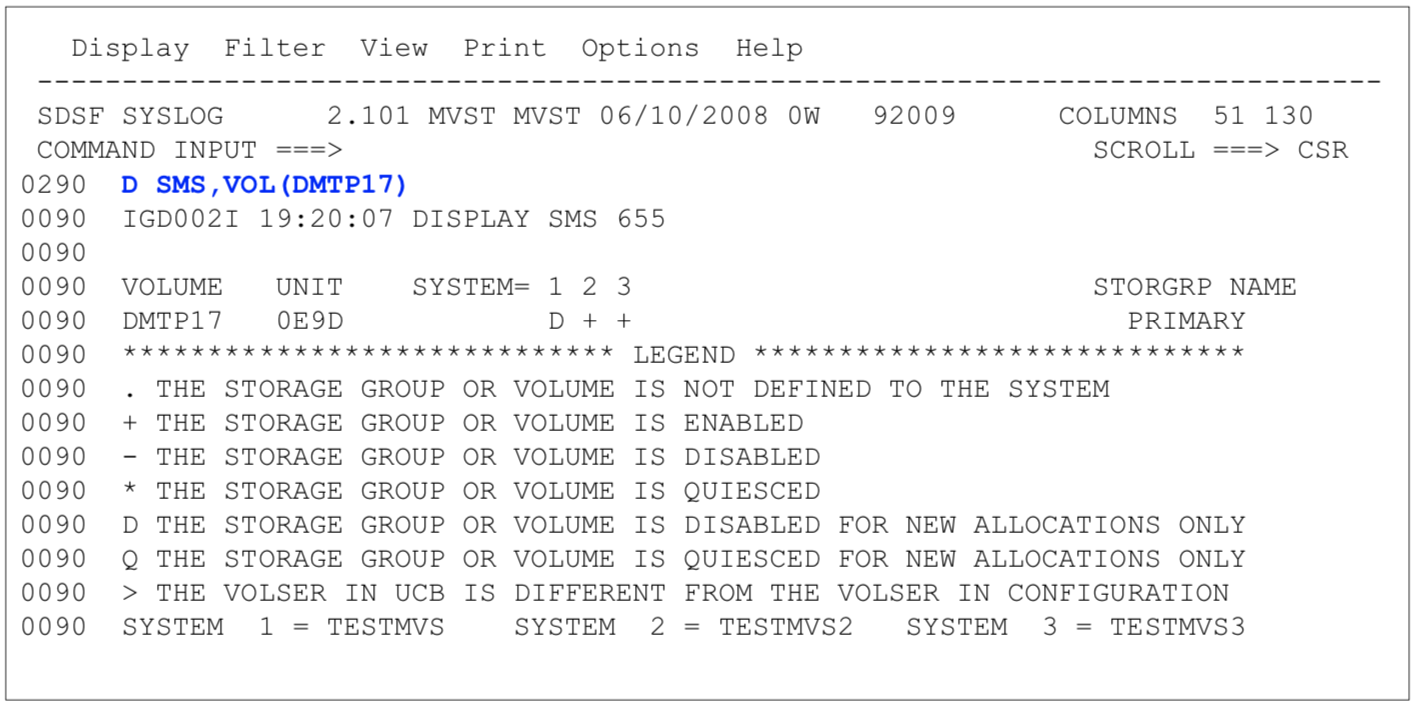 Display Filter View Print Options Help
-------------------------------------------------------------------------------
SDSF SYSLOG 2.101 MVST MVST 06/10/2008 0W 92009 COLUMNS 51 130
COMMAND INPUT ===> SCROLL ===> CSR
0290 D SMS,VOL(DMTP17)
0090 IGD002I 19:20:07 DISPLAY SMS 655
0090
0090 VOLUME UNIT SYSTEM= 1 2 3 STORGRP NAME
0090 DMTP17 0E9D D + + PRIMARY
0090 ***************************** LEGEND *****************************
0090 . THE STORAGE GROUP OR VOLUME IS NOT DEFINED TO THE SYSTEM
0090 + THE STORAGE GROUP OR VOLUME IS ENABLED
0090 - THE STORAGE GROUP OR VOLUME IS DISABLED
0090 * THE STORAGE GROUP OR VOLUME IS QUIESCED
0090 D THE STORAGE GROUP OR VOLUME IS DISABLED FOR NEW ALLOCATIONS ONLY
0090 Q THE STORAGE GROUP OR VOLUME IS QUIESCED FOR NEW ALLOCATIONS ONLY
0090 > THE VOLSER IN UCB IS DIFFERENT FROM THE VOLSER IN CONFIGURATION
0090 SYSTEM 1 = TESTMVS SYSTEM 2 = TESTMVS2 SYSTEM 3 = TESTMVS3